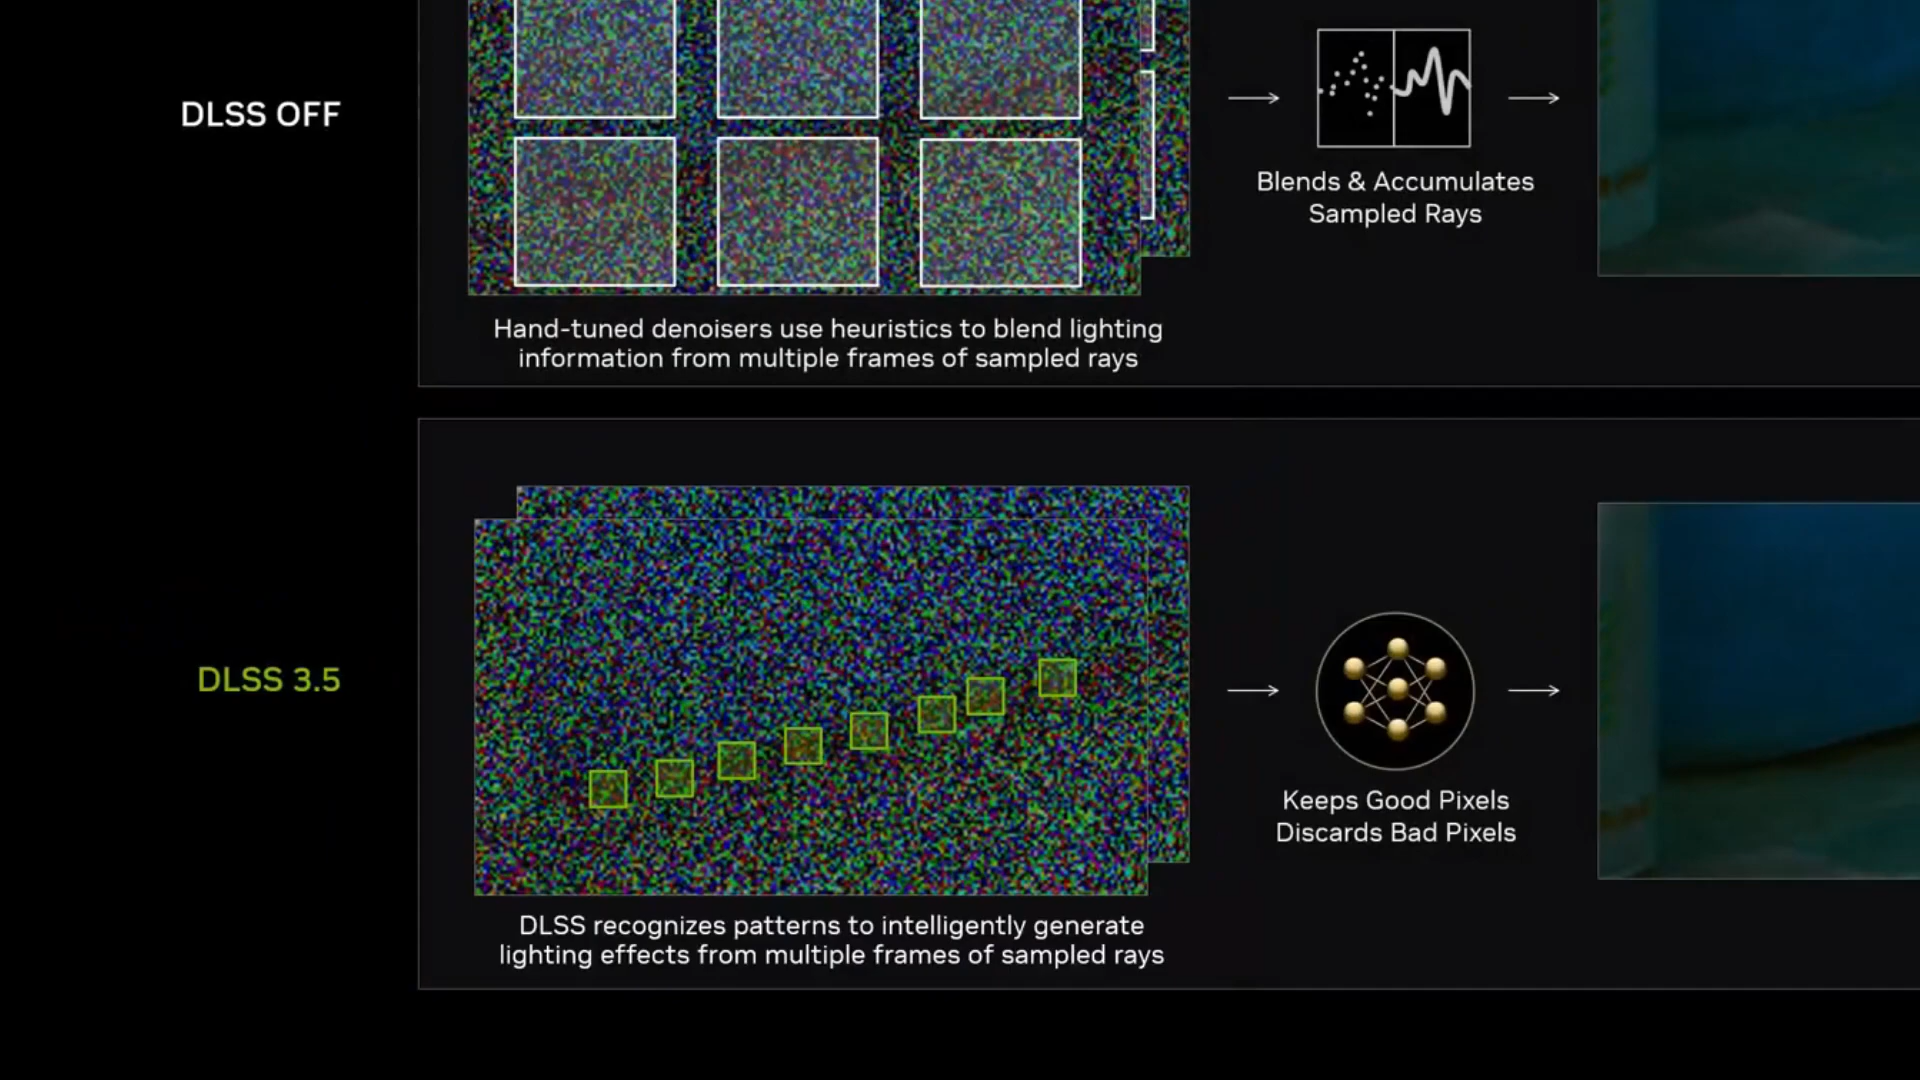 DLSS OFF
Blends & Accumulates
Sampled Rays
Hand-tuned denoisers use heuristics to blend lighting
information from multiple frames of sampled rays
DLSS 3.5
Keeps Good Pixels
Discards Bad Pixels
DLSS recognizes patterns to intelligently generate
lighting effects from multiple frames of sampled rays